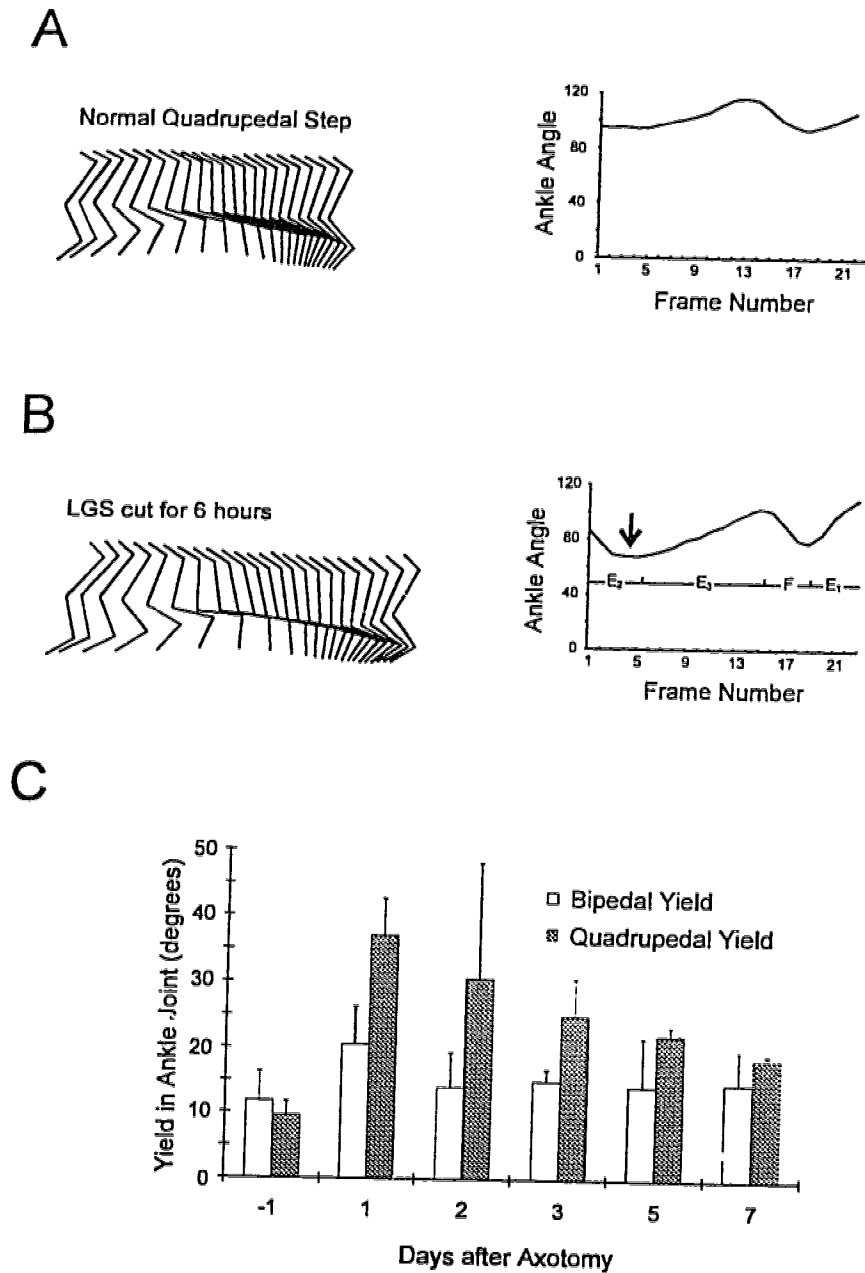 A
Normal Quadrupedal Step
120
80
40
0
Ankle Angle
1 5 9 13 17 21
Frame Number
B
LGS cut for 6 hours
120
80
40
0
Ankle Angle
E2 E3 F E1
1 5 9 13 17 21
Frame Number
C
50
40
30
20
10
0
Yield in Ankle Joint (degrees)
Bipedal Yield
Quadrupedal Yield
-1 1 2 3 5 7
Days after Axotomy